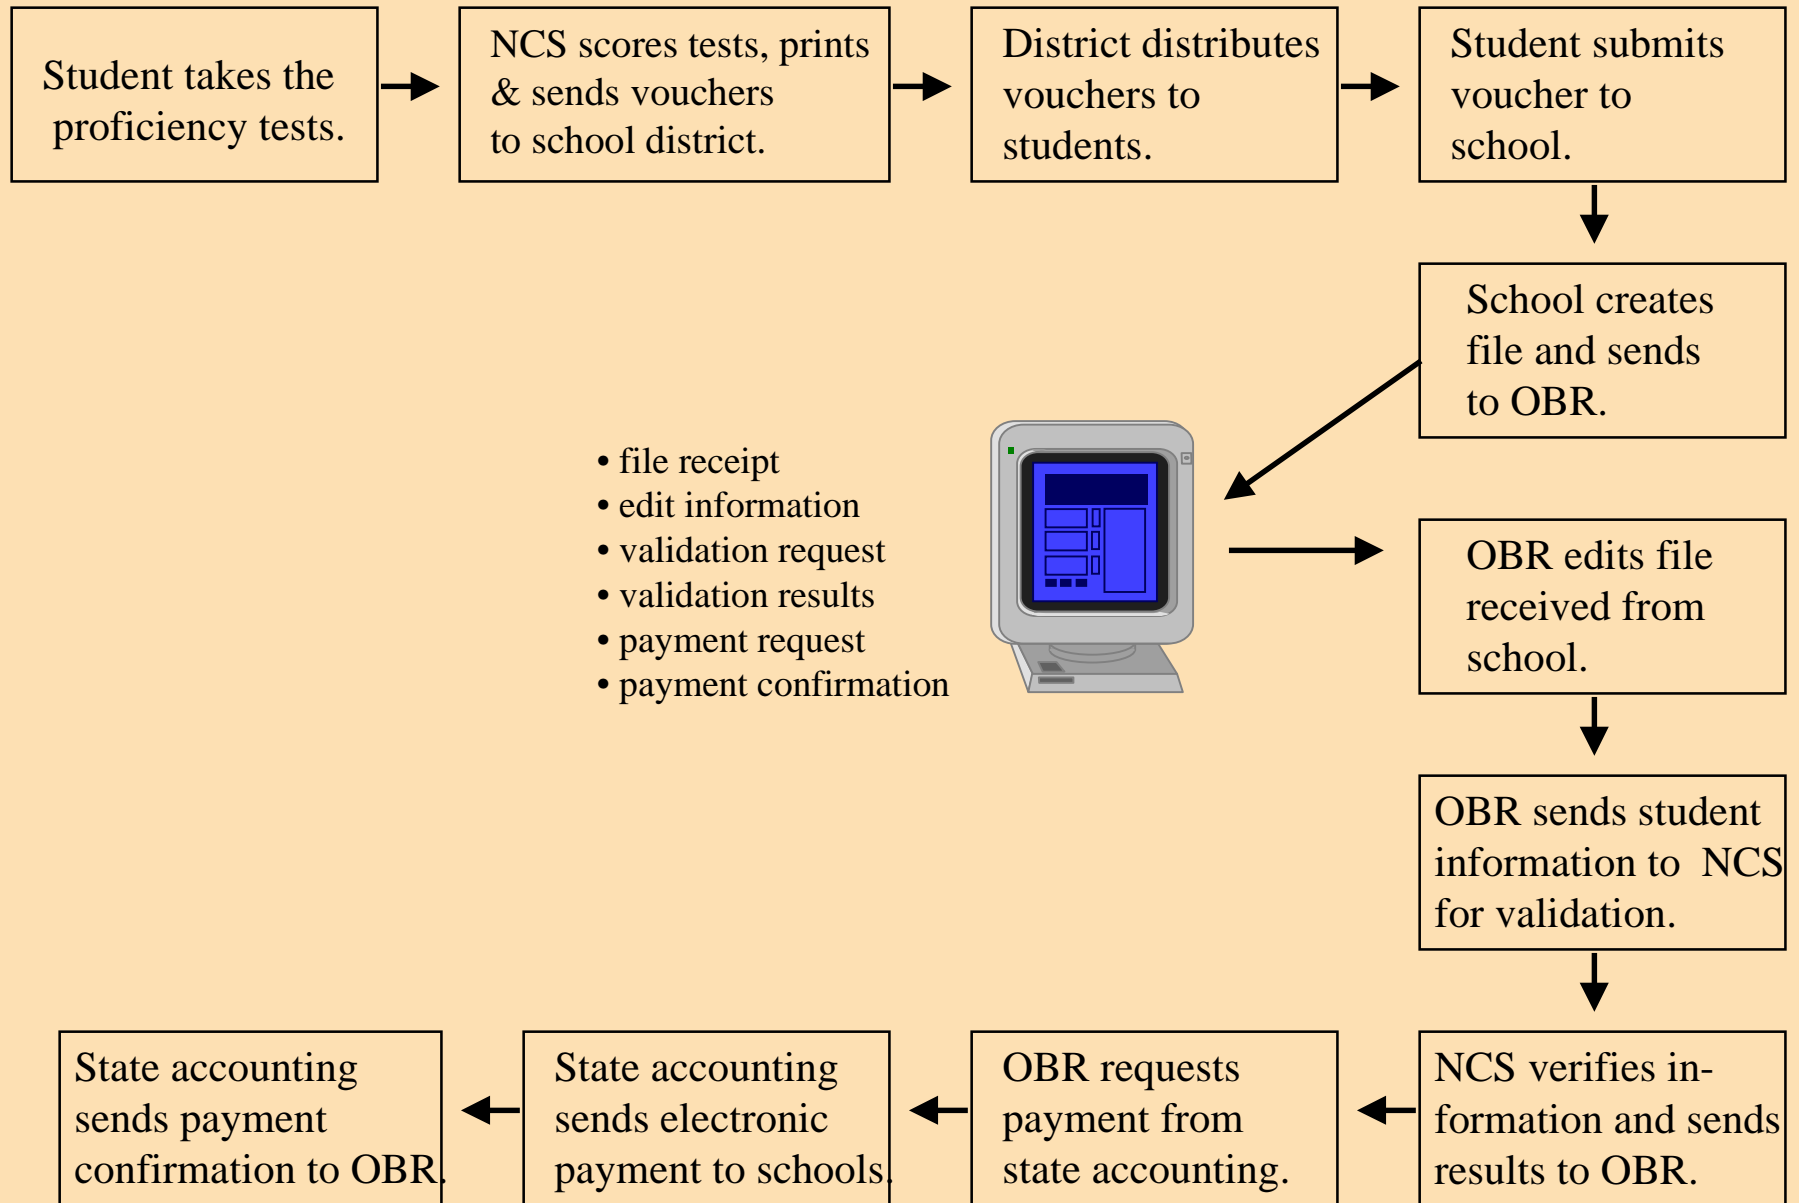 Student takes the
proficiency tests.
NCS scores tests, prints
& sends vouchers
to school district.
District distributes
vouchers to
students.
Student submits
voucher to
school.
School creates
file and sends
to OBR.
• file receipt
• edit information
• validation request
• validation results
• payment request
• payment confirmation
OBR edits file
received from
school.
OBR sends student
information to NCS
for validation.
NCS verifies in-
formation and sends
results to OBR.
OBR requests
payment from
state accounting.
State accounting
sends electronic
payment to schools.
State accounting
sends payment
confirmation to OBR.